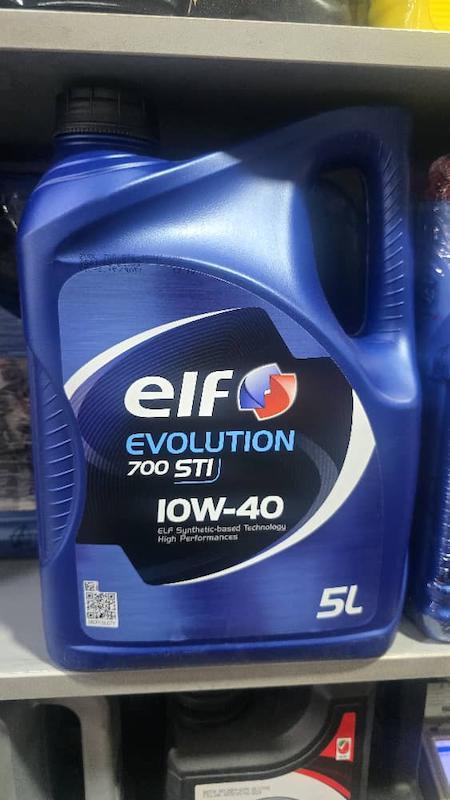 elf
EVOLUTION
700 STI
10W-40
ELF Synthetic-based Technology
High Performances
5L